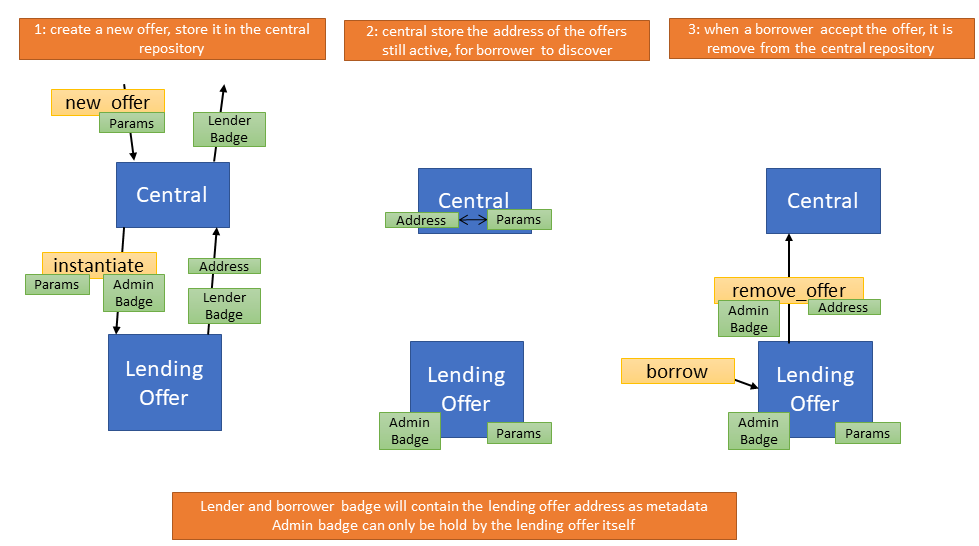 1: create a new offer, store it in the central
repository
2: central store the address of the offers
still active, for borrower to discover
3: when a borrower accept the offer, it is
remove from the central repository
new_offer
Params
Lender
Badge
Central
instantiate
Params
Admin
Badge
Address
Lender
Badge
Lending
Offer
Central
Address
Params
Lending
Offer
Admin
Badge
Params
Central
remove_offer
Admin
Badge
Address
borrow
Lending
Offer
Admin
Badge
Params
Lender and borrower badge will contain the lending offer address as metadata
Admin badge can only be hold by the lending offer itself